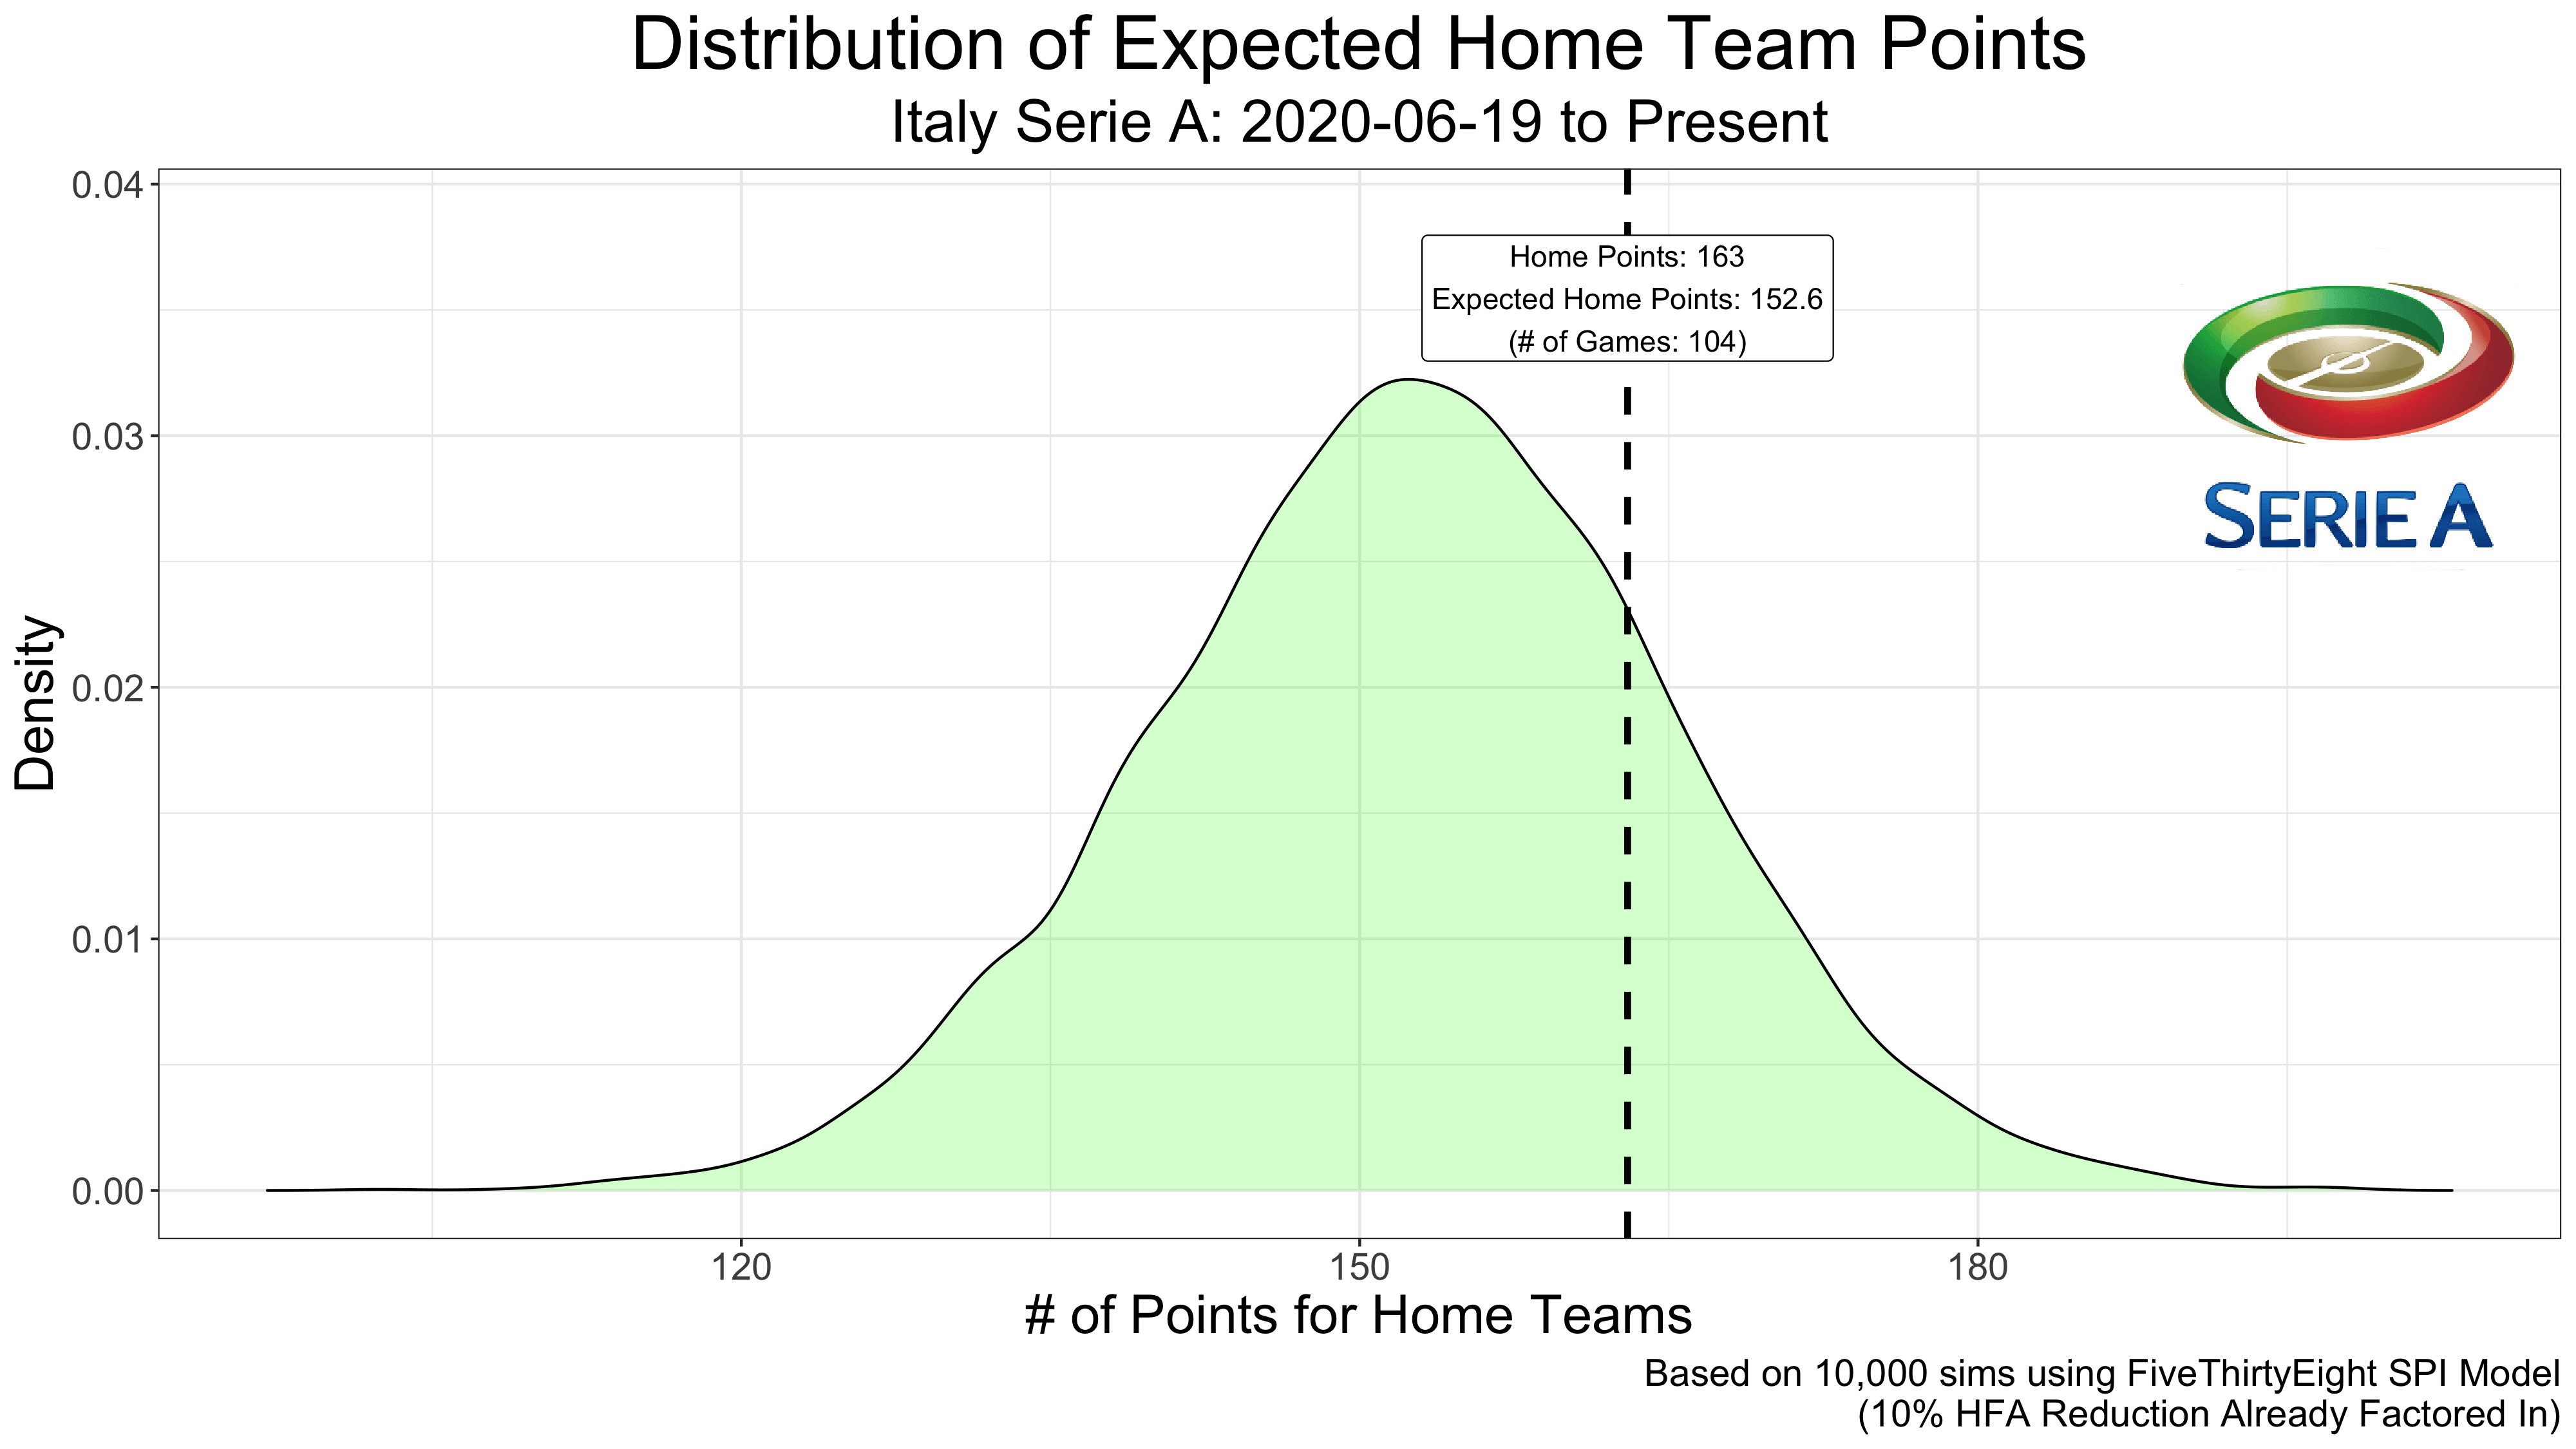 Distribution of Expected Home Team Points
Italy Serie A: 2020-06-19 to Present
0.04
0.03
0.02
0.01
0.00
Density
Home Points: 163
Expected Home Points: 152.6
(# of Games: 104)
SERIE A
120
150
180
# of Points for Home Teams
Based on 10,000 sims using FiveThirtyEight SPI Model
(10% HFA Reduction Already Factored In)